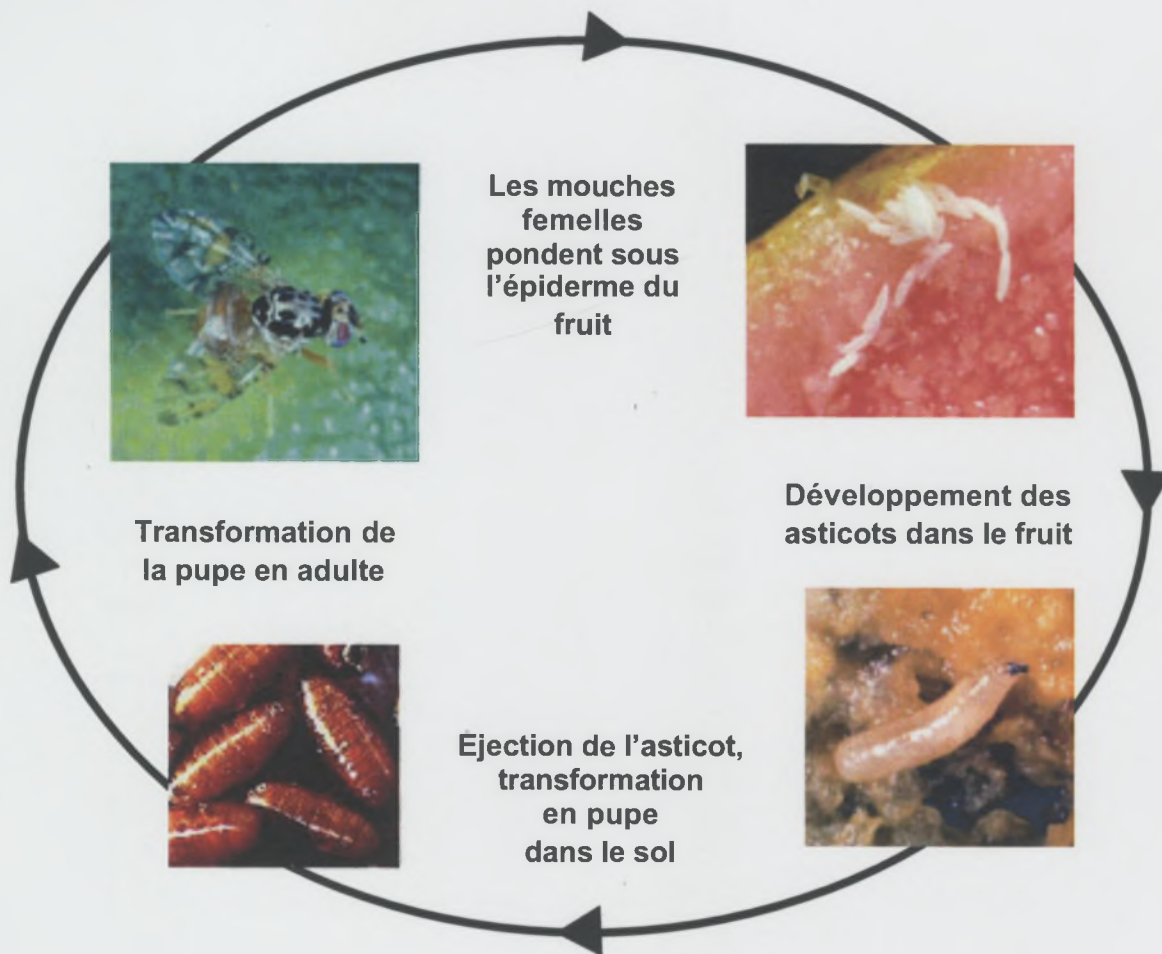 Les mouches
femelles
pondent sous
l'épiderme du
fruit
Développement des
asticots dans le fruit
Ejection de l'asticot,
transformation
en pupe
dans le sol
Transformation de
la pupe en adulte